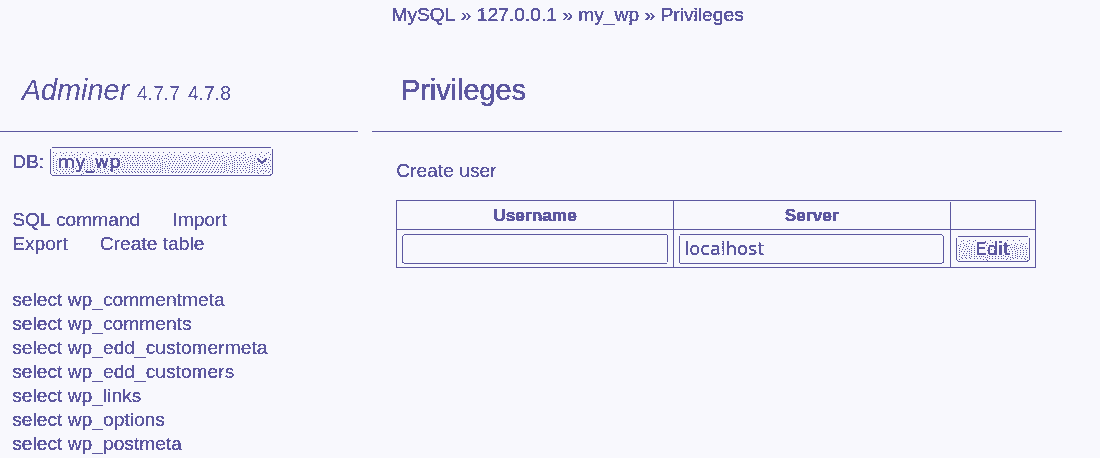 MySQL » 127.0.0.1 » my_wp » Privileges
Adminer 4.7.7 4.7.8
Privileges
DB: my_wp
Create user
Username Server
localhost Edit
SQL command Import
Export Create table
select wp_commentmeta
select wp_comments
select wp_edd_customermeta
select wp_edd_customers
select wp_links
select wp_options
select wp_postmeta